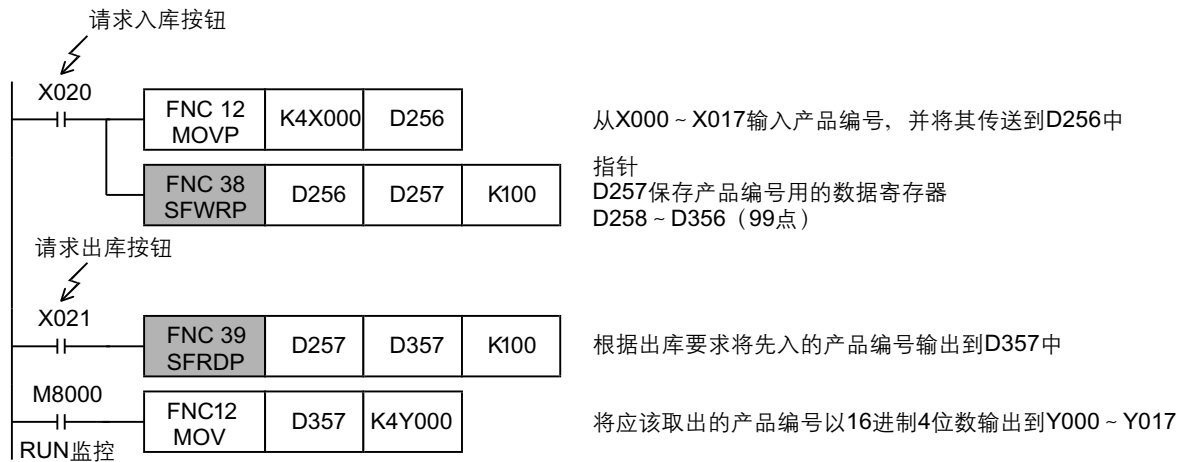 请求入库按钮
X020
FNC 12
MOVP
K4X000
D256
从X000~X017输入产品编号，并将其传送到D256中
FNC 38
SFWRP
D256
D257
K100
指针
D257保存产品编号用的数据寄存器
D258~D356（99点）
请求出库按钮
X021
FNC 39
SFRDP
D257
D357
K100
根据出库要求将先入的产品编号输出到D357中
M8000
RUN监控
FNC12
MOV
D357
K4Y000
将应该取出的产品编号以16进制4位数输出到Y000~Y017